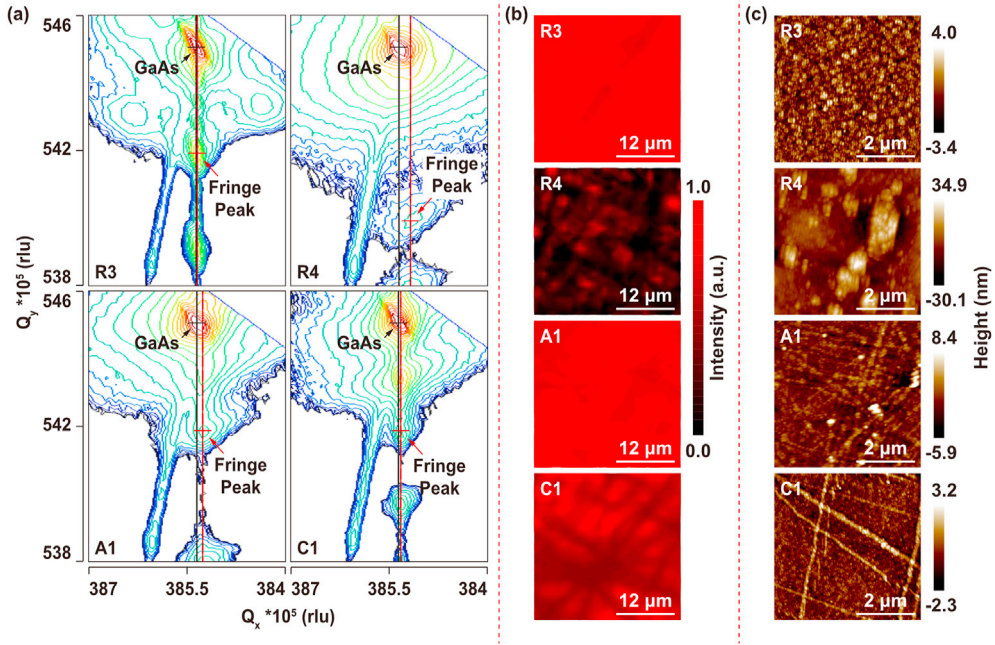 (a)
546
542
538
546
542
538
Q_y *10⁵ (rlu)
GaAs
Fringe
Peak
R3
GaAs
Fringe
Peak
R4
GaAs
Fringe
Peak
A1
GaAs
Fringe
Peak
C1
387
385.5
384
387
385.5
384
Q_x *10⁵ (rlu)
(b)
R3
12 µm
R4
12 µm
A1
12 µm
C1
12 µm
1.0
Intensity (a.u.)
0.0
(c)
R3
2 µm
4.0
-3.4
R4
2 µm
34.9
-30.1
A1
2 µm
8.4
-5.9
C1
2 µm
3.2
-2.3
Height (nm)